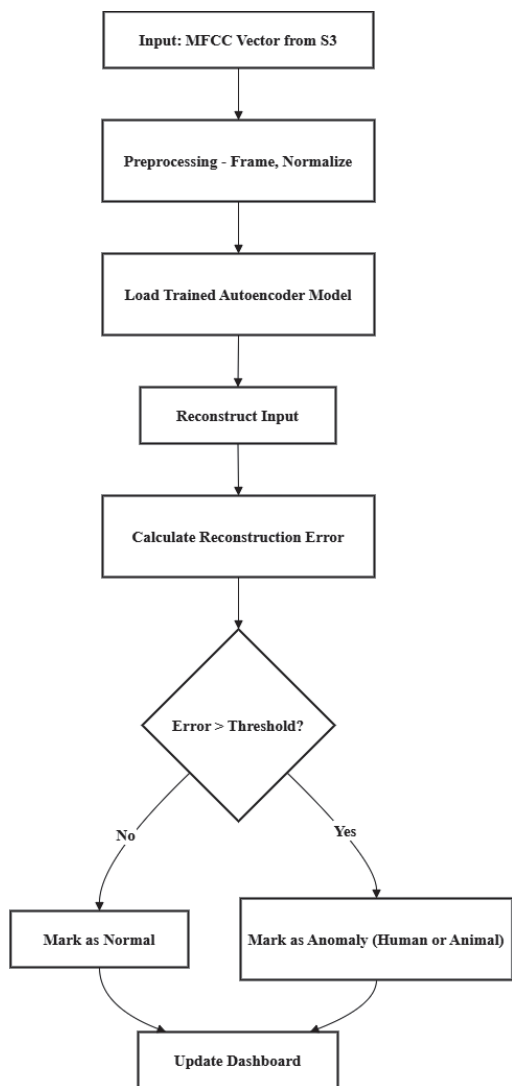 Input: MFCC Vector from S3
Preprocessing - Frame, Normalize
Load Trained Autoencoder Model
Reconstruct Input
Calculate Reconstruction Error
Error > Threshold?
No
Yes
Mark as Normal
Mark as Anomaly (Human or Animal)
Update Dashboard